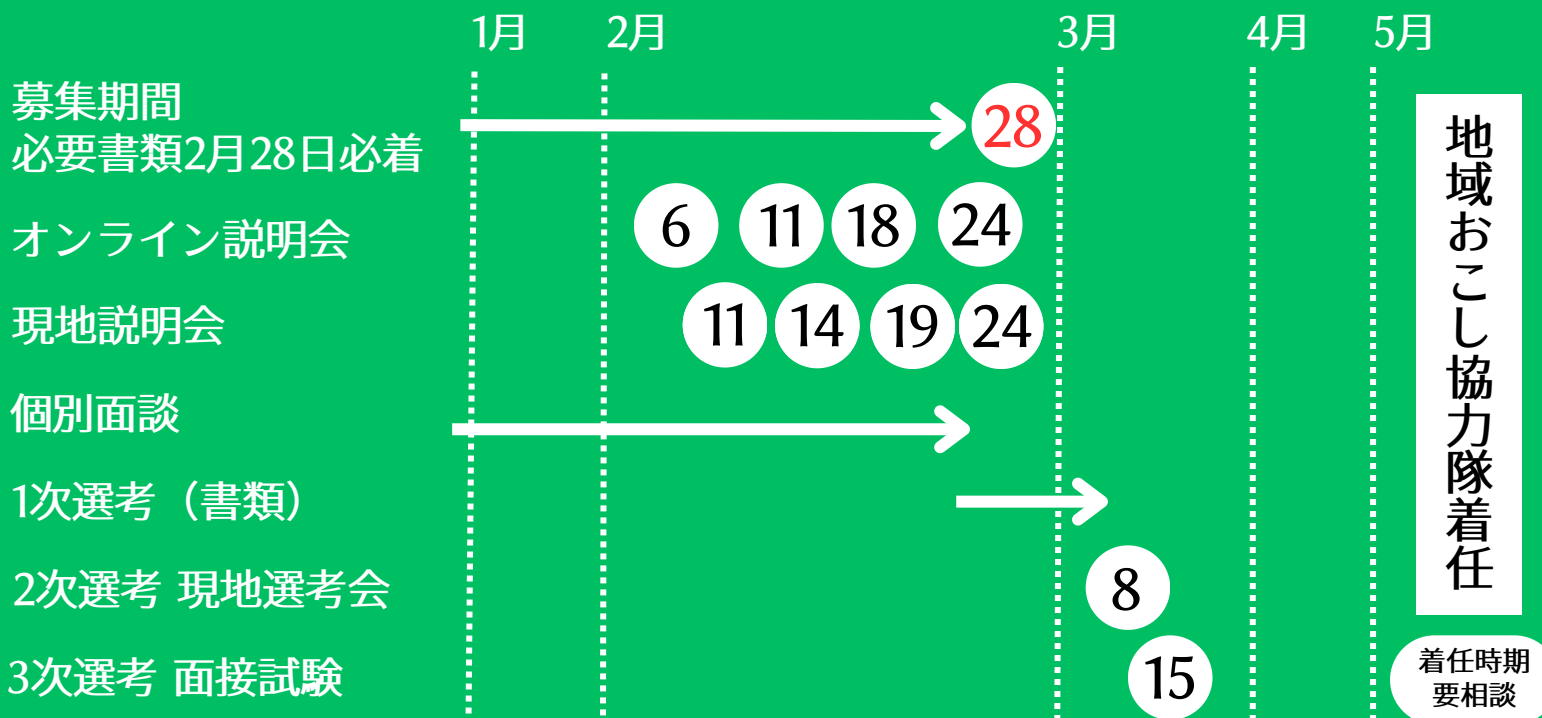 1月 2月 3月 4月 5月
募集期間
必要書類2月28日必着
28
オンライン説明会
6 11 18 24
現地説明会
11 14 19 24
個別面談
1次選考（書類）
2次選考 現地選考会
8
3次選考 面接試験
15
地域おこし協力隊着任
着任時期
要相談